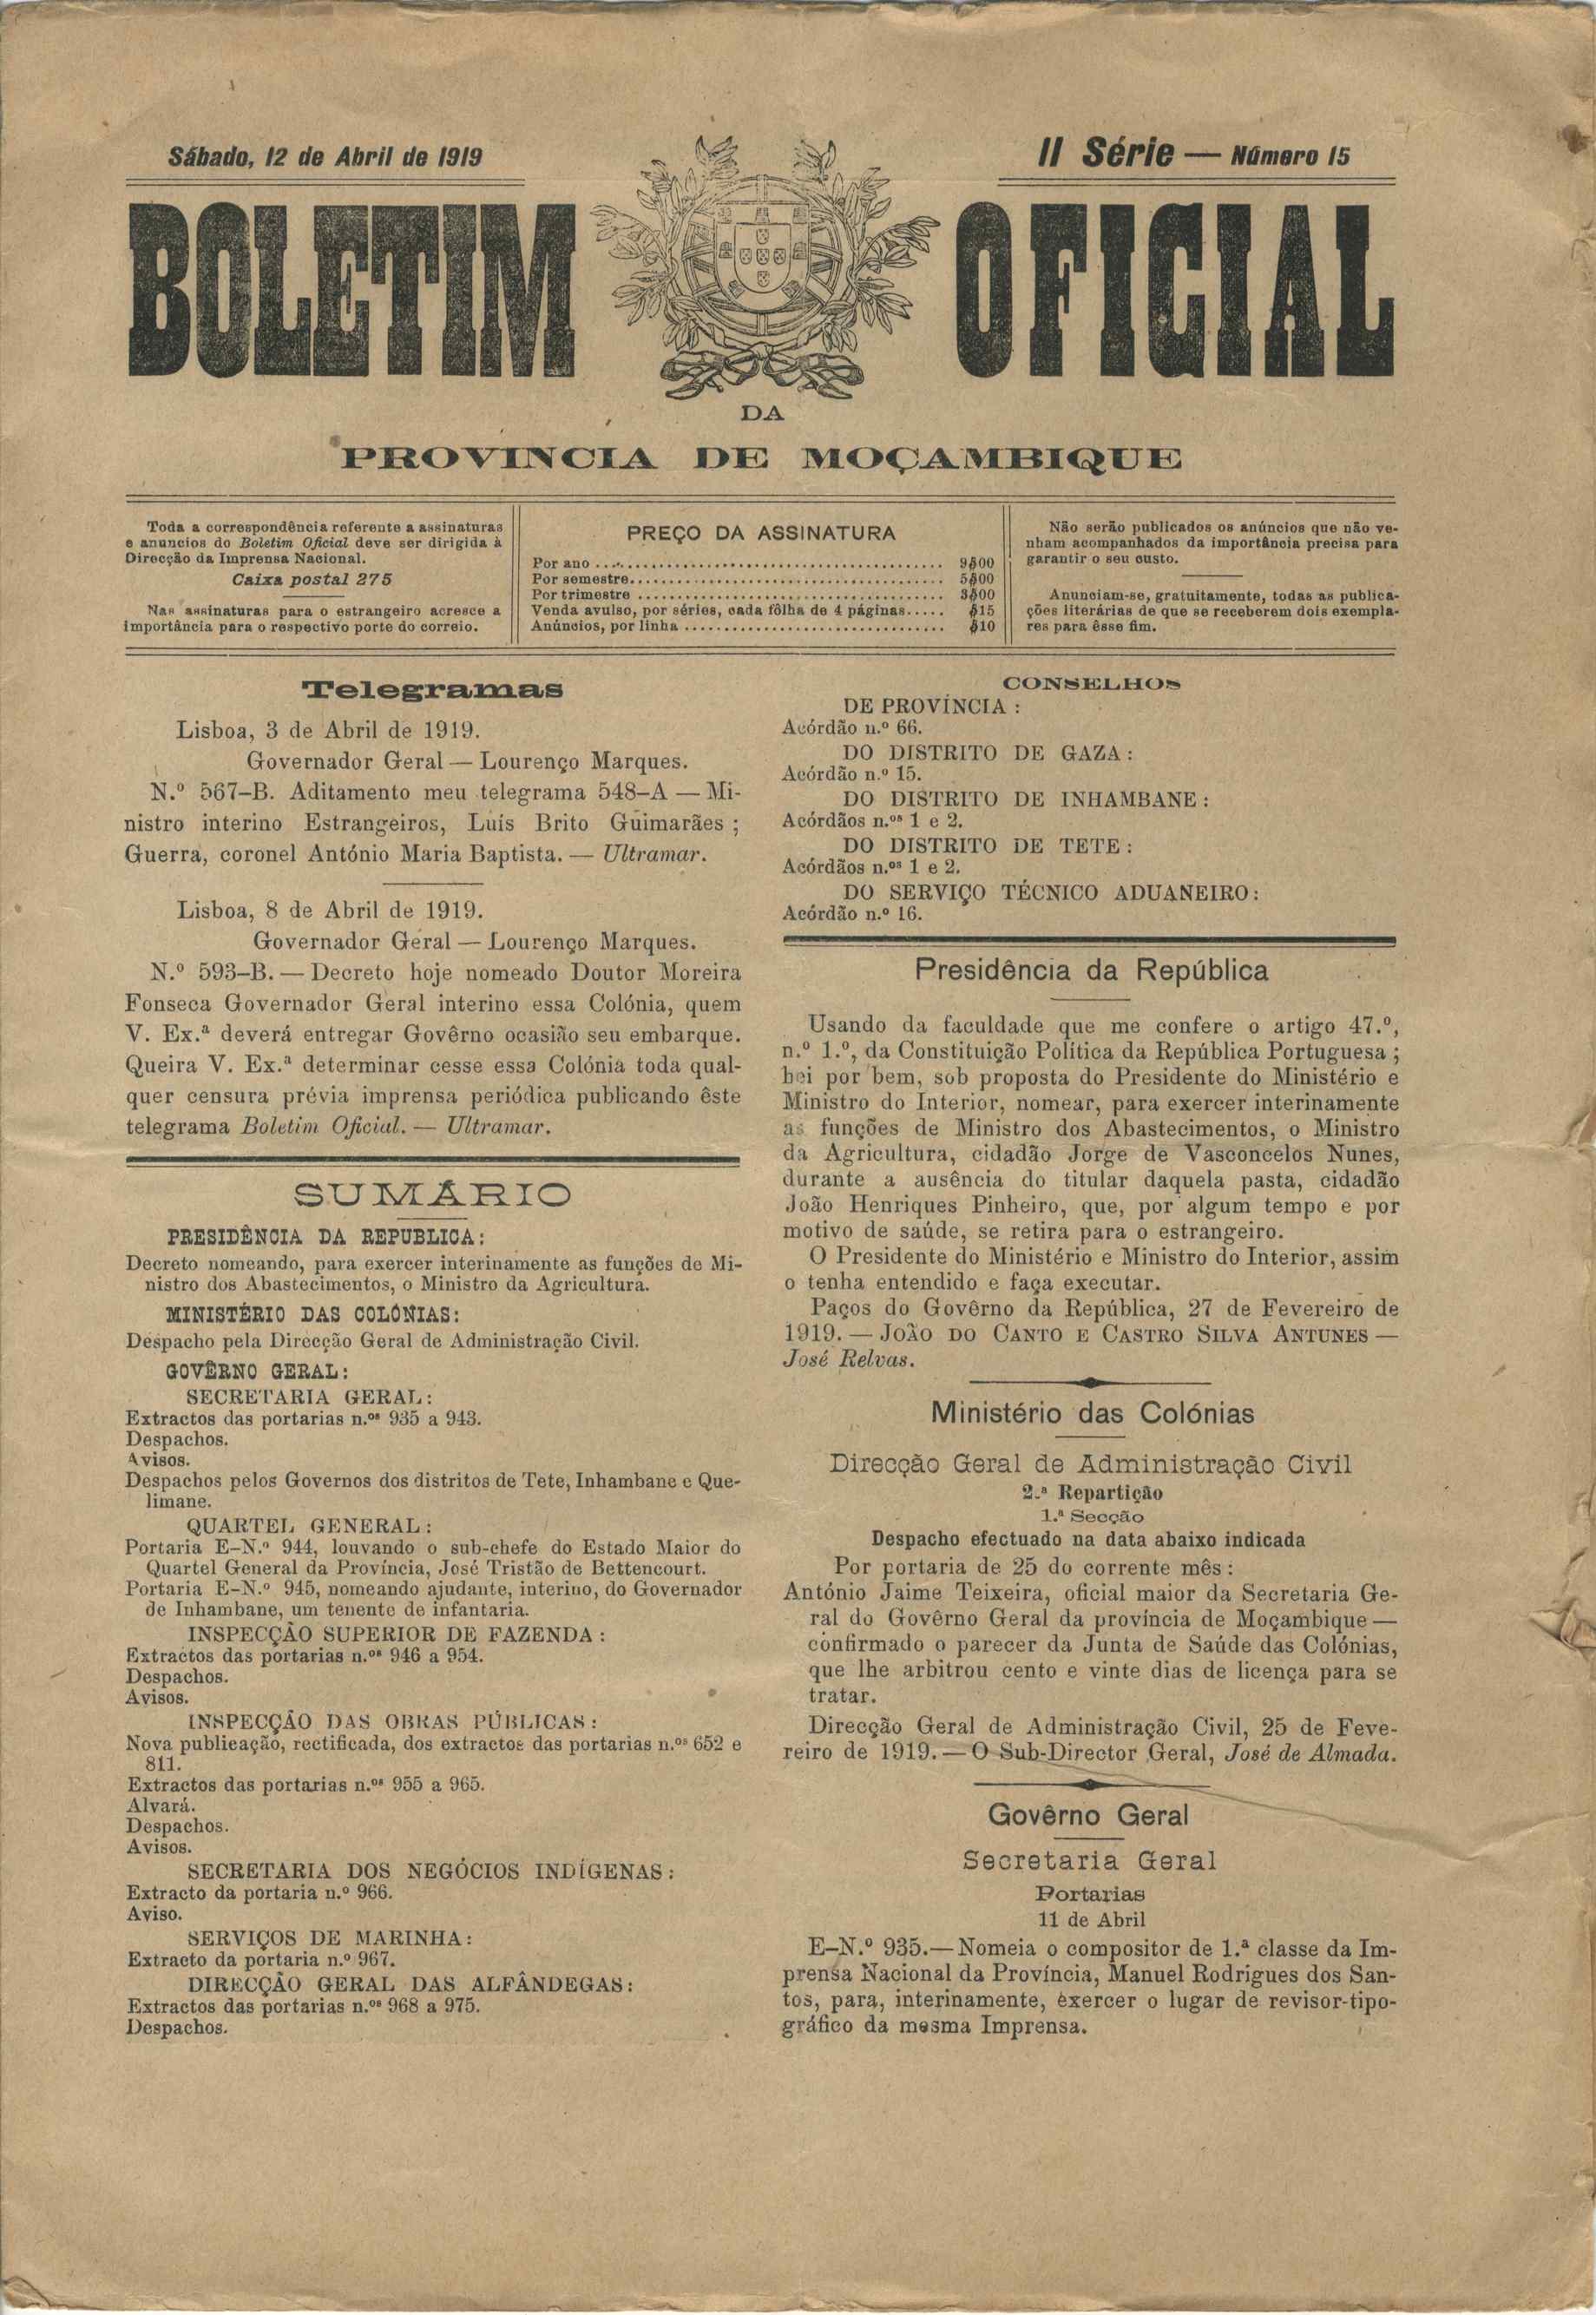 Sábado, 12 de Abril de 1919
II Série — Número 15
BOLETIM OFICIAL
DA
PROVINCIA DE MOÇAMBIQUE
Toda a correspondência referente a assinaturas
e anuncios do Boletim Oficial deve ser dirigida à
Direcção da Imprensa Nacional.
Caixa postal 275
Nas assinaturas para o estrangeiro acresce a
importância para o respectivo porte do correio.
PREÇO DA ASSINATURA
Por ano ........................................ 9$00
Por semestre........................................ 5$00
Por trimestre ........................................ 3$00
Venda avulso, por séries, cada fôlha de 4 páginas..... $15
Anúncios, por linha ................................ $10
Não serão publicados os anúncios que não ve-
nham acompanhados da importância precisa para
garantir o seu custo.
Anunciam-se, gratuitamente, todas as publica-
ções literárias de que se receberem dois exempla-
res para êsse fim.
Telegramas
Lisboa, 3 de Abril de 1919.
Governador Geral — Lourenço Marques.
N.º 567-B. Aditamento meu telegrama 548-A — Mi-
nistro interino Estrangeiros, Luís Brito Guimarães ;
Guerra, coronel António Maria Baptista. — Ultramar.
Lisboa, 8 de Abril de 1919.
Governador Geral — Lourenço Marques.
N.º 593-B. — Decreto hoje nomeado Doutor Moreira
Fonseca Governador Geral interino essa Colónia, quem
V. Ex.ª deverá entregar Govêrno ocasião seu embarque.
Queira V. Ex.ª determinar cesse essa Colónia toda qual-
quer censura prévia imprensa periódica publicando êste
telegrama Boletim Oficial. — Ultramar.
SUMÁRIO
PRESIDÊNCIA DA REPUBLICA:
Decreto nomeando, para exercer interinamente as funções de Mi-
nistro dos Abastecimentos, o Ministro da Agricultura.
MINISTÉRIO DAS COLÓNIAS:
Despacho pela Direcção Geral de Administração Civil.
GOVÊRNO GERAL:
SECRETARIA GERAL:
Extractos das portarias n.os 935 a 943.
Despachos.
Avisos.
Despachos pelos Governos dos distritos de Tete, Inhambane e Que-
limane.
QUARTEL GENERAL:
Portaria E-N.º 944, louvando o sub-chefe do Estado Maior do
Quartel General da Província, José Tristão de Bettencourt.
Portaria E-N.º 945, nomeando ajudante, interino, do Governador
de Inhambane, um tenente de infantaria.
INSPECÇÃO SUPERIOR DE FAZENDA:
Extractos das portarias n.os 946 a 954.
Despachos.
Avisos.
INSPECÇÃO DAS OBRAS PÚBLICAS:
Nova publicação, rectificada, dos extractos das portarias n.os 652 e
811.
Extractos das portarias n.os 955 a 965.
Alvará.
Despachos.
Avisos.
SECRETARIA DOS NEGÓCIOS INDÍGENAS:
Extracto da portaria n.º 966.
Aviso.
SERVIÇOS DE MARINHA:
Extracto da portaria n.º 967.
DIRECÇÃO GERAL DAS ALFÂNDEGAS:
Extractos das portarias n.os 968 a 975.
Despachos.
CONSELHOS
DE PROVÍNCIA :
Acórdão n.º 66.
DO DISTRITO DE GAZA:
Acórdão n.º 15.
DO DISTRITO DE INHAMBANE:
Acórdãos n.os 1 e 2.
DO DISTRITO DE TETE:
Acórdãos n.os 1 e 2.
DO SERVIÇO TÉCNICO ADUANEIRO:
Acórdão n.º 16.
Presidência da República
Usando da faculdade que me confere o artigo 47.º,
n.º 1.º, da Constituição Política da República Portuguesa ;
hei por bem, sob proposta do Presidente do Ministério e
Ministro do Interior, nomear, para exercer interinamente
as funções de Ministro dos Abastecimentos, o Ministro
da Agricultura, cidadão Jorge de Vasconcelos Nunes,
durante a ausência do titular daquela pasta, cidadão
João Henriques Pinheiro, que, por algum tempo e por
motivo de saúde, se retira para o estrangeiro.
O Presidente do Ministério e Ministro do Interior, assim
o tenha entendido e faça executar.
Paços do Govêrno da República, 27 de Fevereiro de
1919. — JOÃO DO CANTO E CASTRO SILVA ANTUNES —
José Relvas.
Ministério das Colónias
Direcção Geral de Administração Civil
2.ª Repartição
1.ª Secção
Despacho efectuado na data abaixo indicada
Por portaria de 25 do corrente mês :
António Jaime Teixeira, oficial maior da Secretaria Ge-
ral do Govêrno Geral da província de Moçambique —
confirmado o parecer da Junta de Saúde das Colónias,
que lhe arbitrou cento e vinte dias de licença para se
tratar.
Direcção Geral de Administração Civil, 25 de Feve-
reiro de 1919. — O Sub-Director Geral, José de Almada.
Govêrno Geral
Secretaria Geral
Portarias
11 de Abril
E-N.º 935.—Nomeia o compositor de 1.ª classe da Im-
prensa Nacional da Província, Manuel Rodrigues dos San-
tos, para, interinamente, exercer o lugar de revisor-tipo-
gráfico da mesma Imprensa.